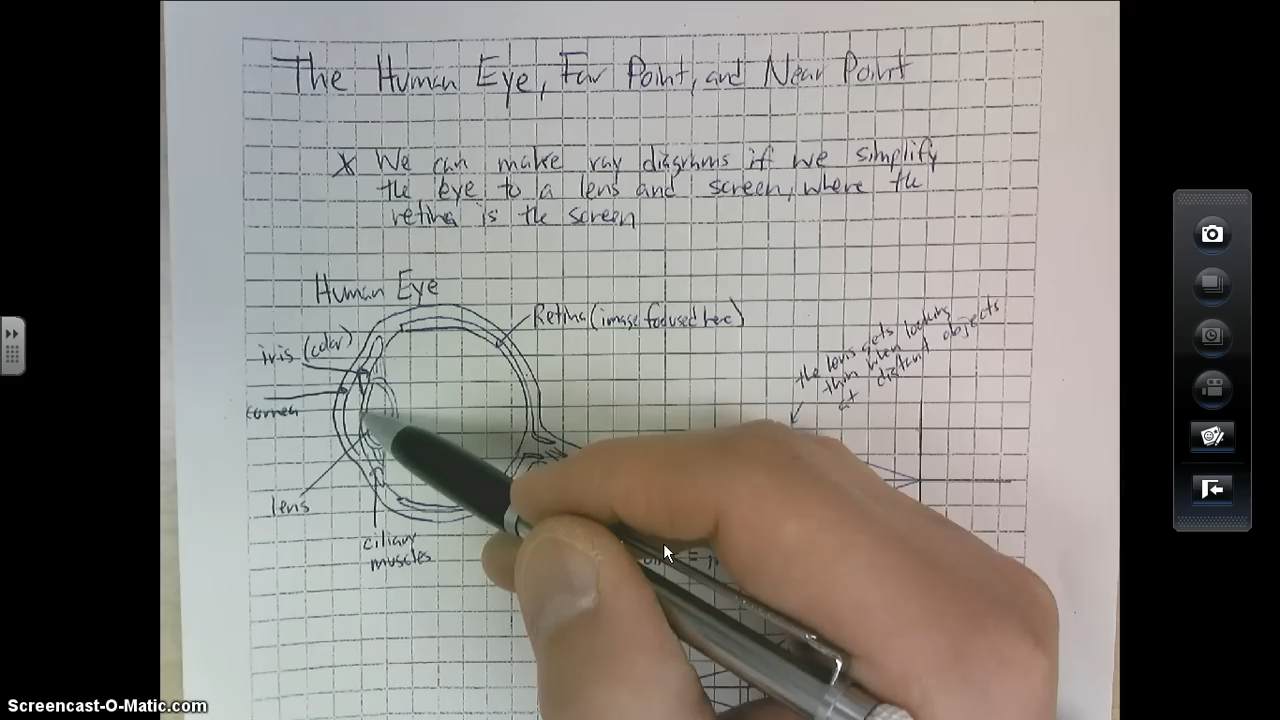 The Human Eye, Far Point, and Near Point
x We can make ray diagrams if we simplify
the eye to a lens and screen, where the
retina is the screen
Human Eye
Retina (image focused here)
iris (color)
cornea
lens
ciliary
muscles
the lens gets looking
thin when
at distant objects
Screencast-O-Matic.com